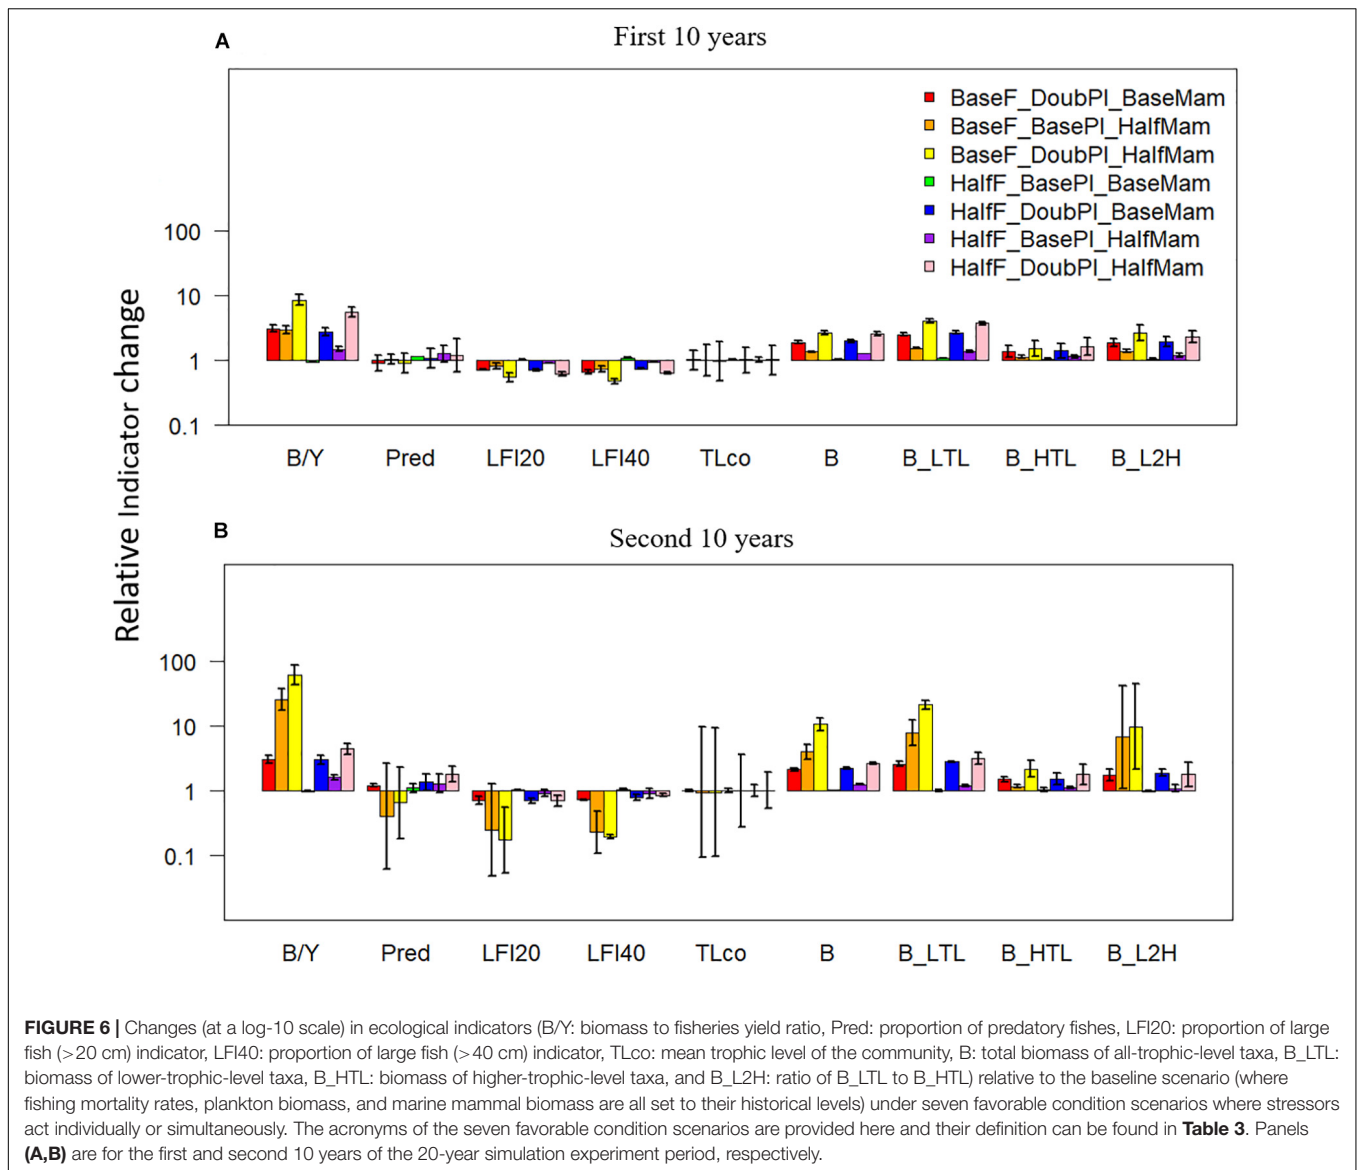 A
First 10 years
BaseF_DoubPl_BaseMam
BaseF_BasePl_HalfMam
BaseF_DoubPl_HalfMam
HalfF_BasePl_BaseMam
HalfF_DoubPl_BaseMam
HalfF_BasePl_HalfMam
HalfF_DoubPl_HalfMam
100
10
1
0.1
B/Y Pred LFI20 LFI40 TLco B B_LTL B_HTL B_L2H
Relative Indicator change
B
Second 10 years
100
10
1
0.1
B/Y Pred LFI20 LFI40 TLco B B_LTL B_HTL B_L2H
FIGURE 6 | Changes (at a log-10 scale) in ecological indicators (B/Y: biomass to fisheries yield ratio, Pred: proportion of predatory fishes, LFI20: proportion of large
fish (>20 cm) indicator, LFI40: proportion of large fish (>40 cm) indicator, TLco: mean trophic level of the community, B: total biomass of all-trophic-level taxa, B_LTL:
biomass of lower-trophic-level taxa, B_HTL: biomass of higher-trophic-level taxa, and B_L2H: ratio of B_LTL to B_HTL) relative to the baseline scenario (where
fishing mortality rates, plankton biomass, and marine mammal biomass are all set to their historical levels) under seven favorable condition scenarios where stressors
act individually or simultaneously. The acronyms of the seven favorable condition scenarios are provided here and their definition can be found in Table 3. Panels
(A,B) are for the first and second 10 years of the 20-year simulation experiment period, respectively.